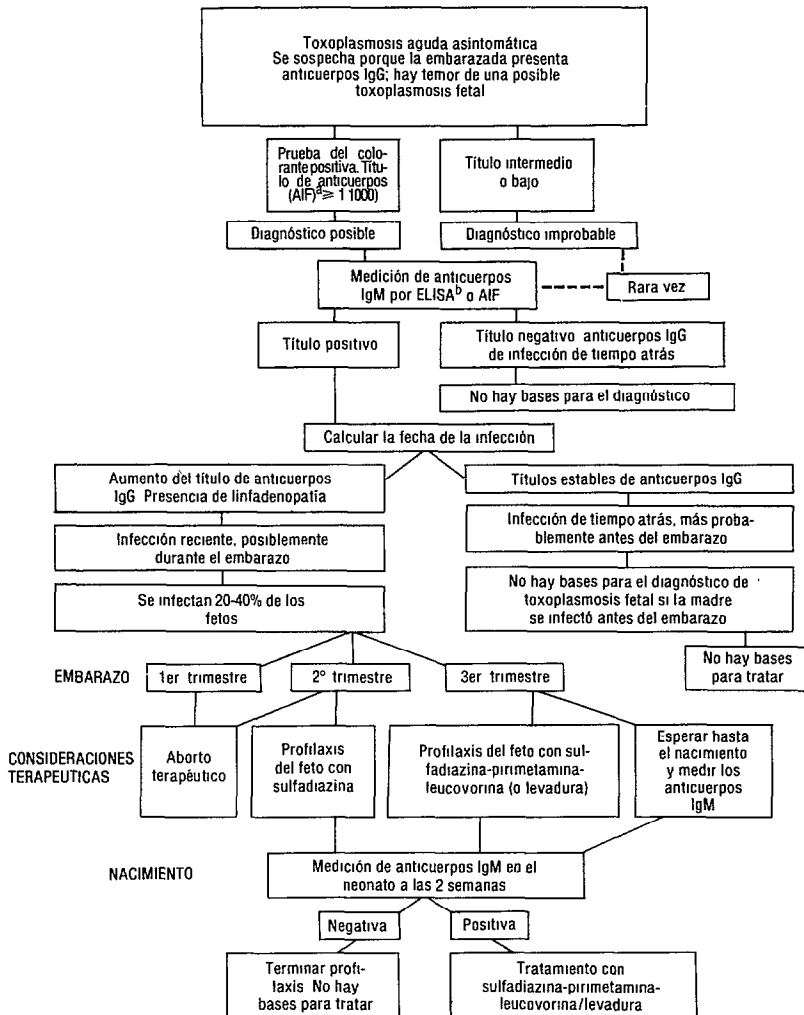 Toxoplasmosis aguda asintomática
Se sospecha porque la embarazada presenta
anticuerpos IgG; hay temor de una posible
toxoplasmosis fetal
Prueba del colo-
rante positiva. Títu-
lo de anticuerpos
(AIF)a ≥ 1 1000)
Título intermedio
o bajo
Diagnóstico posible
Diagnóstico improbable
Medición de anticuerpos
IgM por ELISAb o AIF
Rara vez
Título positivo
Título negativo anticuerpos IgG
de infección de tiempo atrás
No hay bases para el diagnóstico
Calcular la fecha de la infección
Aumento del título de anticuerpos
IgG Presencia de linfadenopatía
Títulos estables de anticuerpos IgG
Infección reciente, posiblemente
durante el embarazo
Infección de tiempo atrás, más proba-
blemente antes del embarazo
Se infectan 20-40% de los
fetos
No hay bases para el diagnóstico de
toxoplasmosis fetal si la madre
se infectó antes del embarazo
No hay bases
para tratar
EMBARAZO
1er trimestre
2° trimestre
3er trimestre
CONSIDERACIONES
TERAPEUTICAS
Aborto
terapéutico
Profilaxis
del feto con
sulfadiazina
Profilaxis del feto con sul-
fadiazina-pirimetamina-
leucovorina (o levadura)
Esperar hasta
el nacimiento
y medir los
anticuerpos
IgM
NACIMIENTO
Medición de anticuerpos IgM en el
neonato a las 2 semanas
Negativa
Positiva
Terminar profi-
laxis No hay
bases para tratar
Tratamiento con
sulfadiazina-pirimetamina-
leucovorina/levadura